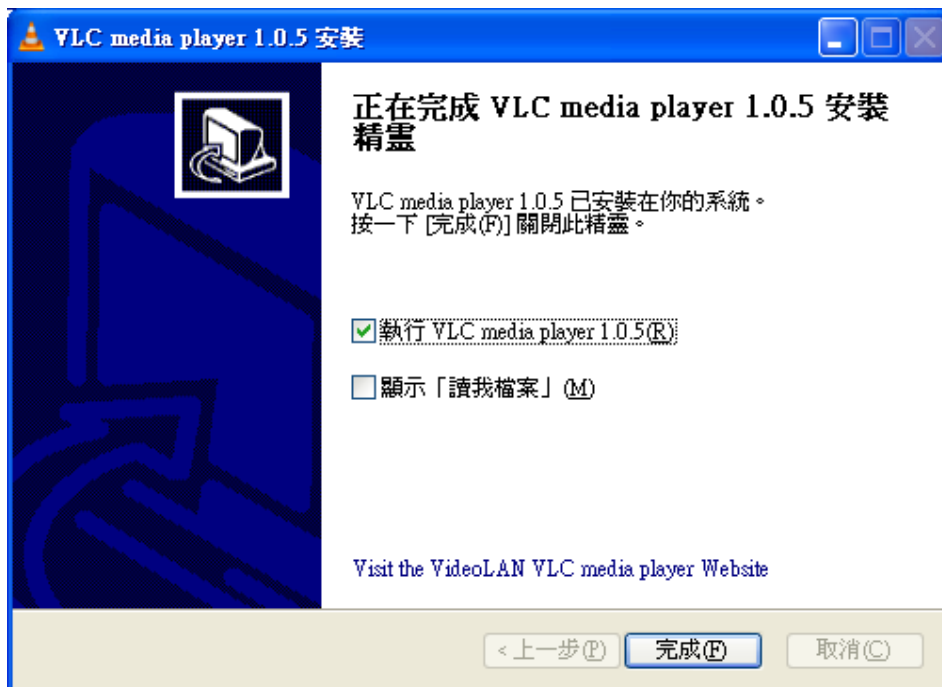 VLC media player 1.0.5 安裝
正在完成 VLC media player 1.0.5 安裝
精靈
VLC media player 1.0.5 已安裝在你的系統。
按一下 [完成(F)] 關閉此精靈。
執行 VLC media player 1.0.5(R)
顯示「讀我檔案」(M)
Visit the VideoLAN VLC media player Website
<上一步(P) 完成(F) 取消(C)